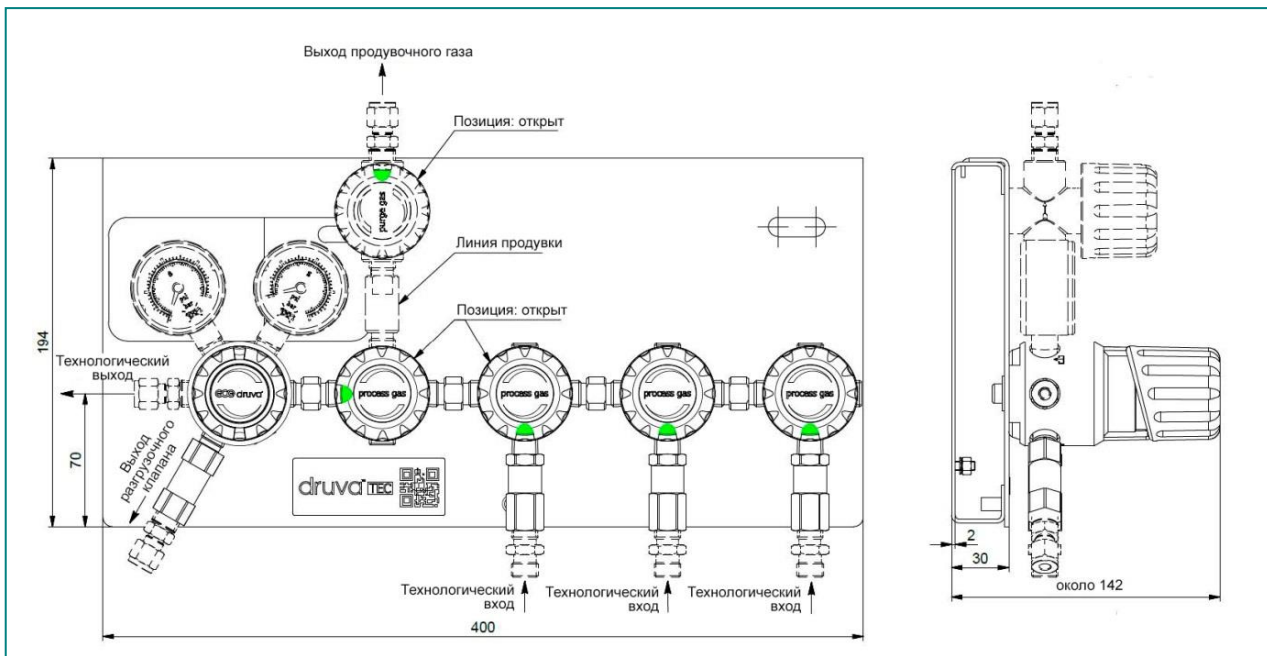 Выход продувочного газа
Позиция: открыт
purge gas
Линия продувки
Позиция: открыт
194
Технологический
выход
eco druva
process gas
process gas
process gas
process gas
70
Выход
разгрузочного
клапана
druva TEC
2
30
около 142
Технологический
вход
Технологический
вход
Технологический
вход
400